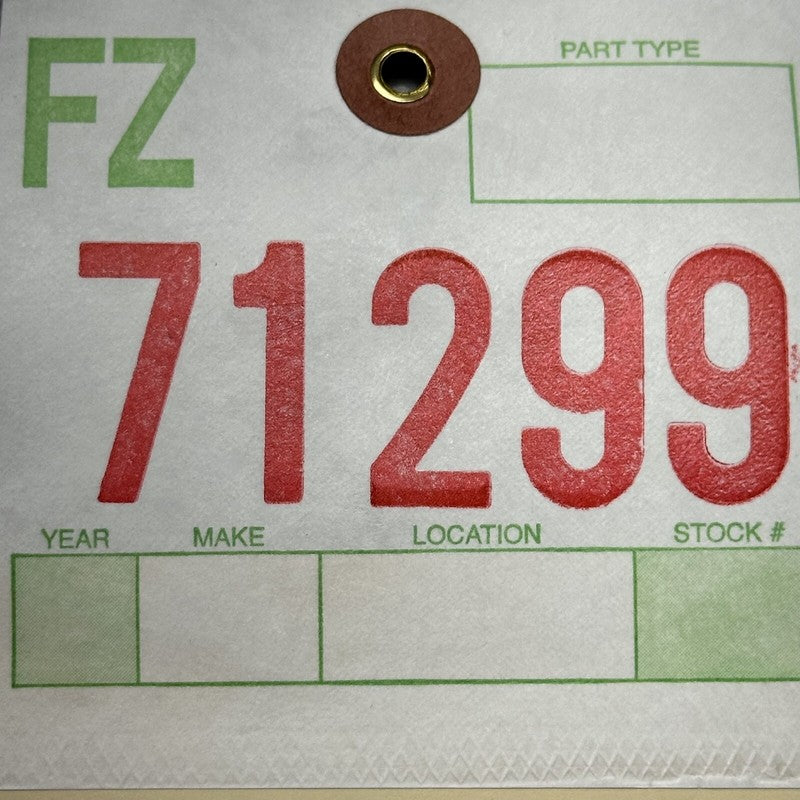 FZ
PART TYPE
71299
YEAR MAKE LOCATION STOCK #